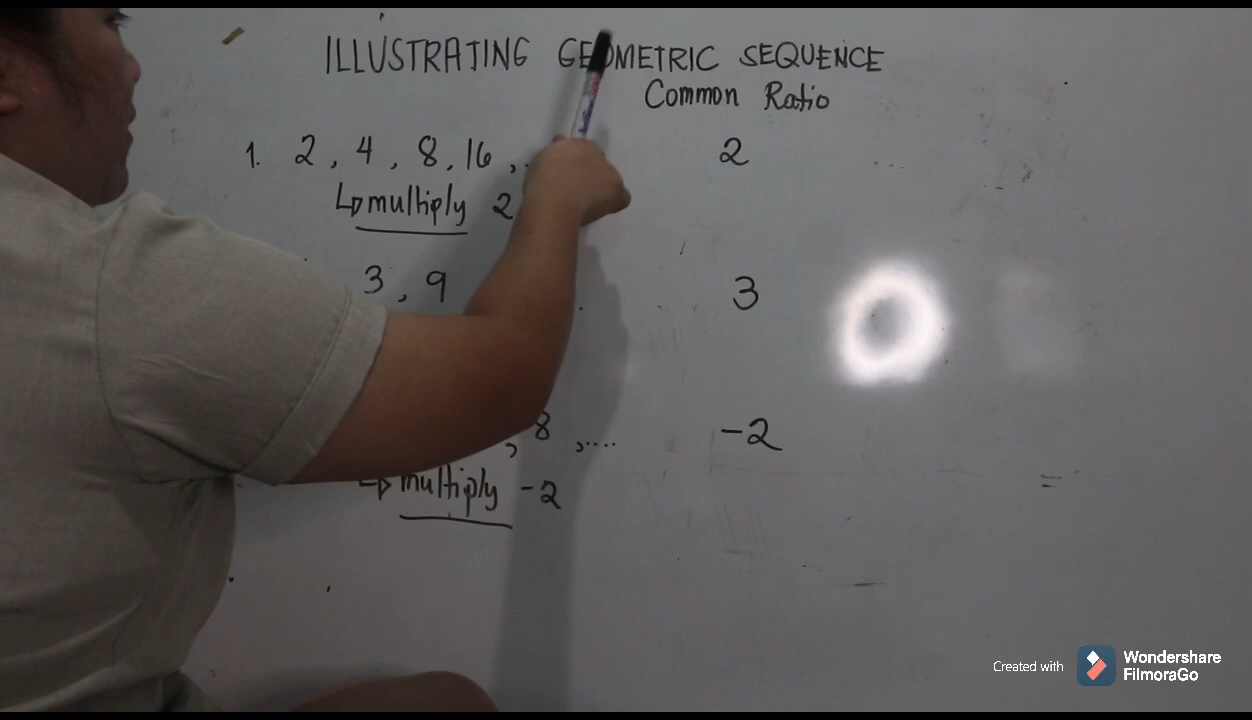 ILLUSTRATING GEOMETRIC SEQUENCE
Common Ratio
1. 2, 4, 8, 16, 2
multiply 2
3, 9 3
, 8, .... -2
multiply -2
Created with Wondershare
FilmoraGo